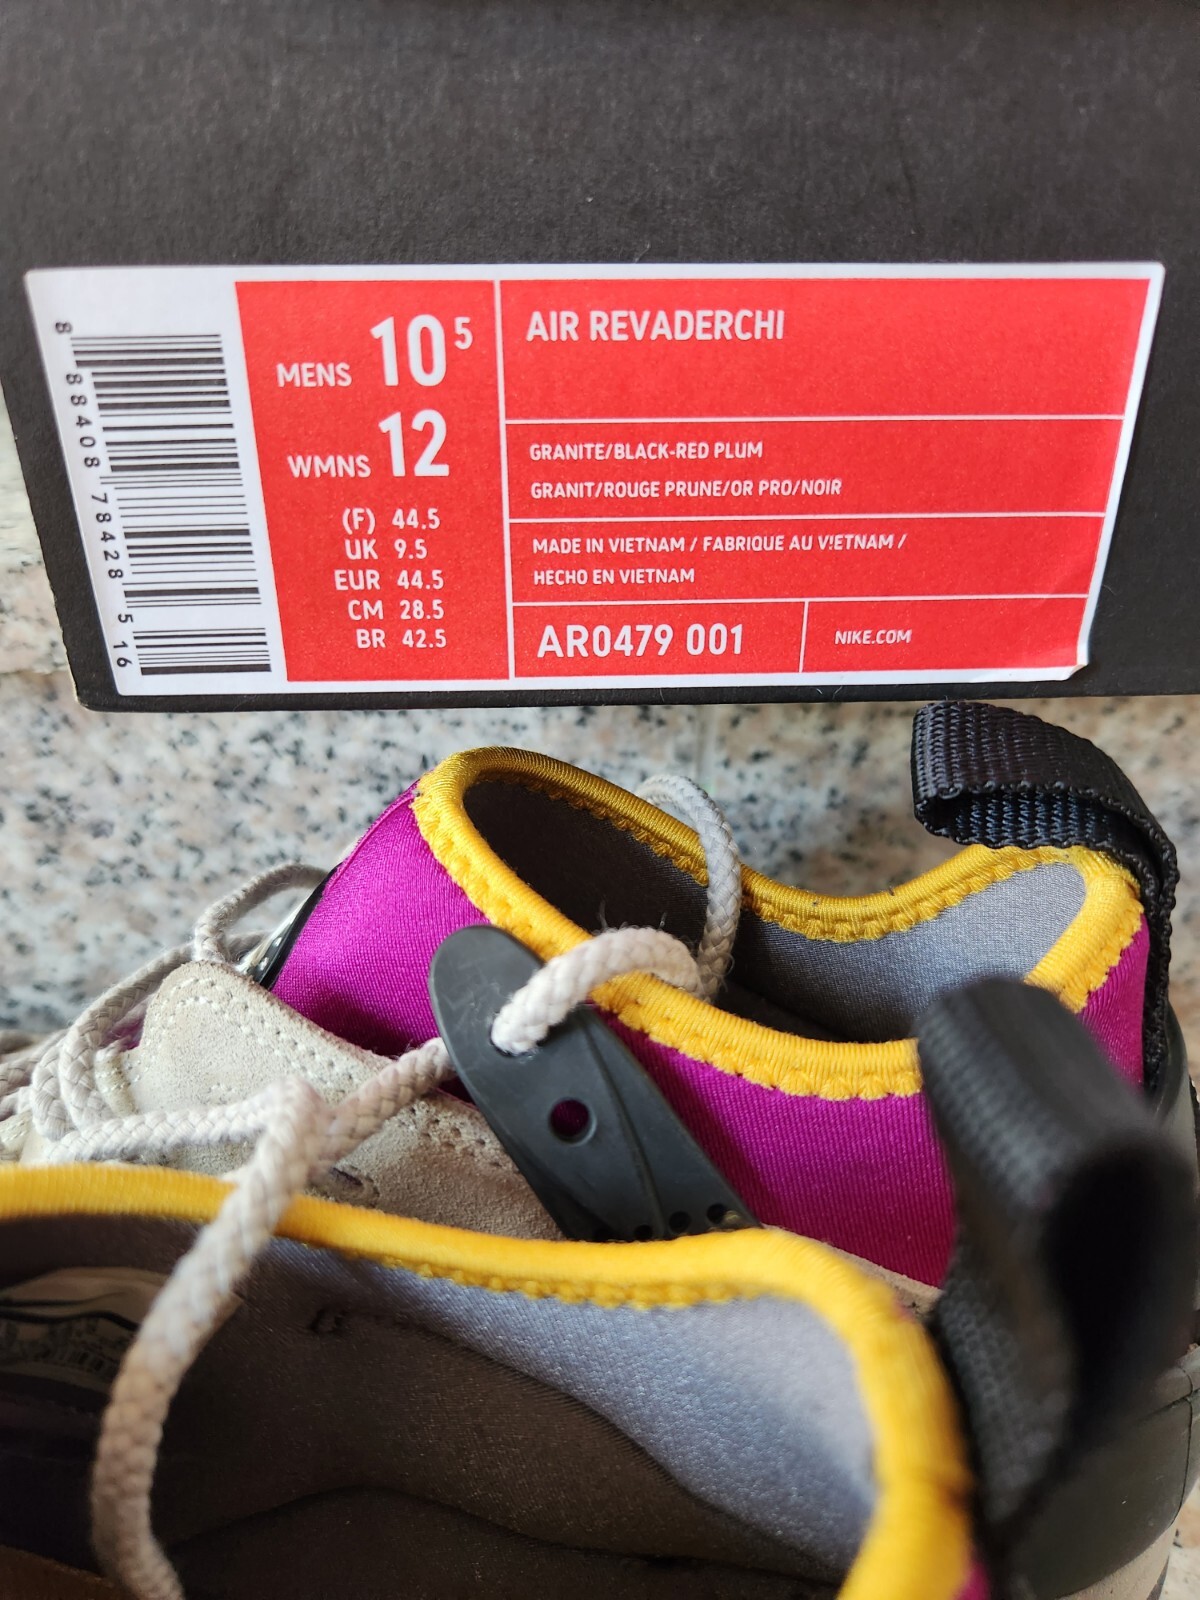 8 88408 78428 5 16
MENS 10 5
WMNS 12
(F) 44.5
UK 9.5
EUR 44.5
CM 28.5
BR 42.5
AIR REVADERCHI
GRANITE/BLACK-RED PLUM
GRANIT/ROUGE PRUNE/OR PRO/NOIR
MADE IN VIETNAM / FABRIQUE AU VIETNAM /
HECHO EN VIETNAM
AR0479 001
NIKE.COM